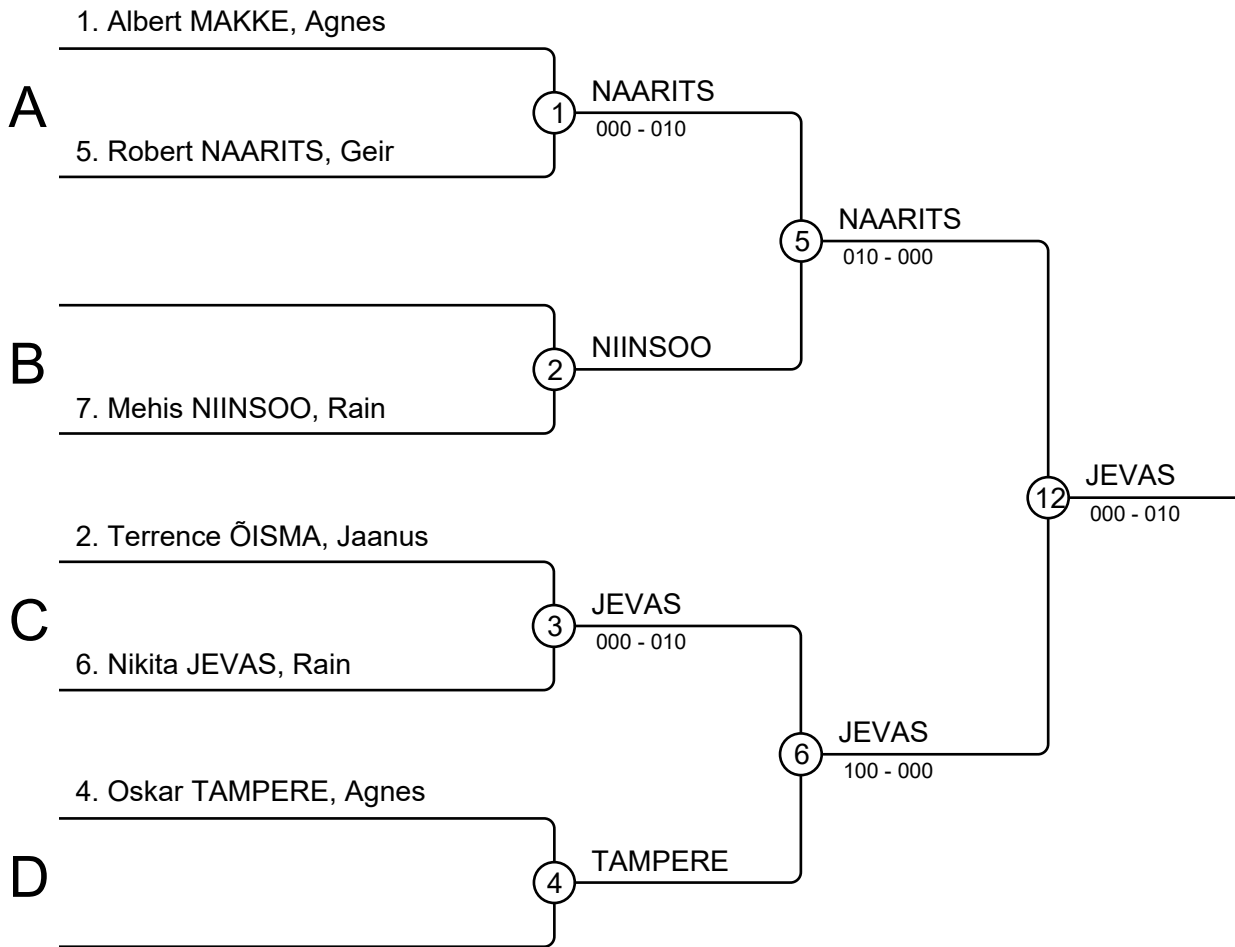 1. Albert MAKKE, Agnes
A
1
NAARITS
000 - 010
5. Robert NAARITS, Geir
5
NAARITS
010 - 000
B
2
NIINSOO
7. Mehis NIINSOO, Rain
12
JEVAS
000 - 010
2. Terrence ÕISMA, Jaanus
C
3
JEVAS
000 - 010
6. Nikita JEVAS, Rain
6
JEVAS
100 - 000
4. Oskar TAMPERE, Agnes
D
4
TAMPERE